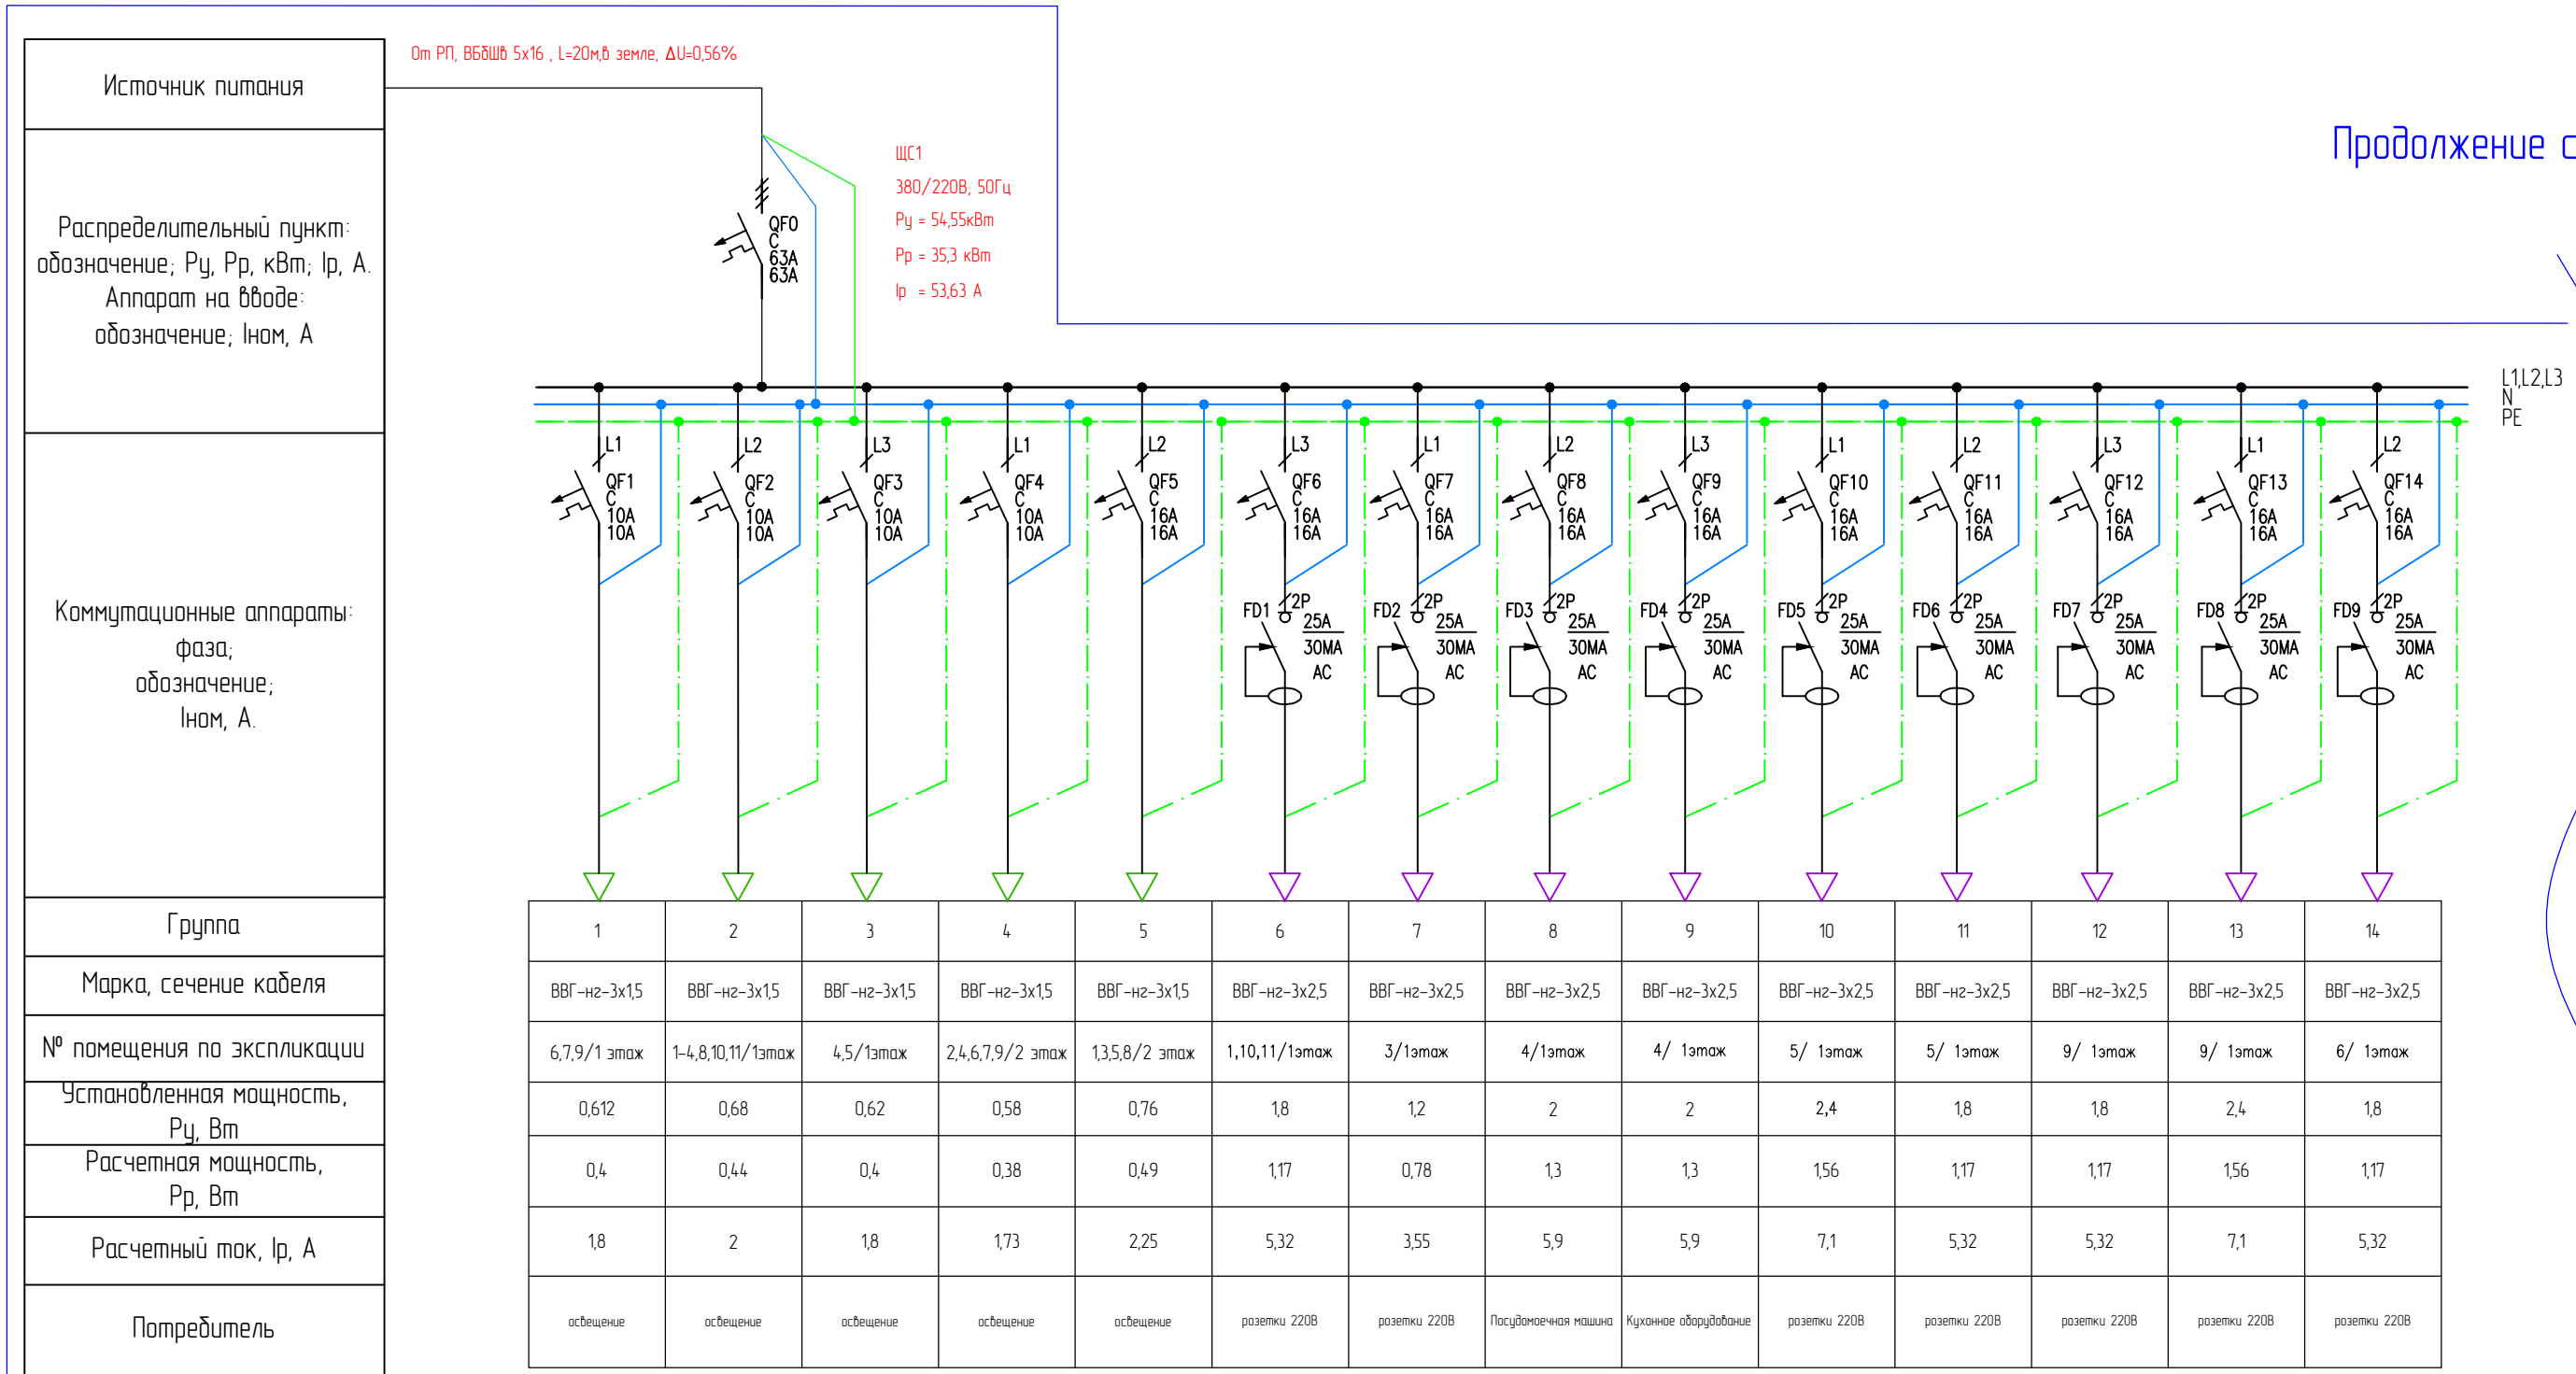 От РП, ВБбШв 5х16 , L=20м,в земле, ΔU=0,56%
Источник питания
Продолжение с
ЩС1
380/220В; 50Гц
Ру = 54,55кВт
Рр = 35,3 кВт
Iр = 53,63 А
QF0
C
63A
63A
Распределительный пункт:
обозначение; Ру, Рр, кВт; Iр, А.
Аппарат на вводе:
обозначение; Iном, А
L1,L2,L3
N
PE
L1 L2 L3 L1 L2 L3 L1 L2 L3 L1 L2 L3 L1 L2
QF1 QF2 QF3 QF4 QF5 QF6 QF7 QF8 QF9 QF10 QF11 QF12 QF13 QF14
C C C C C C C C C C C C C C
10A 10A 10A 10A 16A 16A 16A 16A 16A 16A 16A 16A 16A 16A
10A 10A 10A 10A 16A 16A 16A 16A 16A 16A 16A 16A 16A 16A
Коммутационные аппараты:
фаза;
обозначение;
Iном, А.
FD1 2P FD2 2P FD3 2P FD4 2P FD5 2P FD6 2P FD7 2P FD8 2P FD9 2P
25A 25A 25A 25A 25A 25A 25A 25A 25A
30МА 30МА 30МА 30МА 30МА 30МА 30МА 30МА 30МА
AC AC AC AC AC AC AC AC AC
Группа
1 2 3 4 5 6 7 8 9 10 11 12 13 14
Марка, сечение кабеля
ВВГ-нг-3х1,5 ВВГ-нг-3х1,5 ВВГ-нг-3х1,5 ВВГ-нг-3х1,5 ВВГ-нг-3х1,5 ВВГ-нг-3х2,5 ВВГ-нг-3х2,5 ВВГ-нг-3х2,5 ВВГ-нг-3х2,5 ВВГ-нг-3х2,5 ВВГ-нг-3х2,5 ВВГ-нг-3х2,5 ВВГ-нг-3х2,5 ВВГ-нг-3х2,5
№ помещения по экспликации
6,7,9/1 этаж 1-4,8,10,11/1этаж 4,5/1этаж 2,4,6,7,9/2 этаж 1,3,5,8/2 этаж 1,10,11/1этаж 3/1этаж 4/1этаж 4/ 1этаж 5/ 1этаж 5/ 1этаж 9/ 1этаж 9/ 1этаж 6/ 1этаж
Установленная мощность,
Ру, Вт
0,612 0,68 0,62 0,58 0,76 1,8 1,2 2 2 2,4 1,8 1,8 2,4 1,8
Расчетная мощность,
Рр, Вт
0,4 0,44 0,4 0,38 0,49 1,17 0,78 1,3 1,3 1,56 1,17 1,17 1,56 1,17
Расчетный ток, Iр, А
1,8 2 1,8 1,73 2,25 5,32 3,55 5,9 5,9 7,1 5,32 5,32 7,1 5,32
Потребитель
освещение освещение освещение освещение освещение розетки 220В розетки 220В Посудомоечная машина Кухонное оборудование розетки 220В розетки 220В розетки 220В розетки 220В розетки 220В